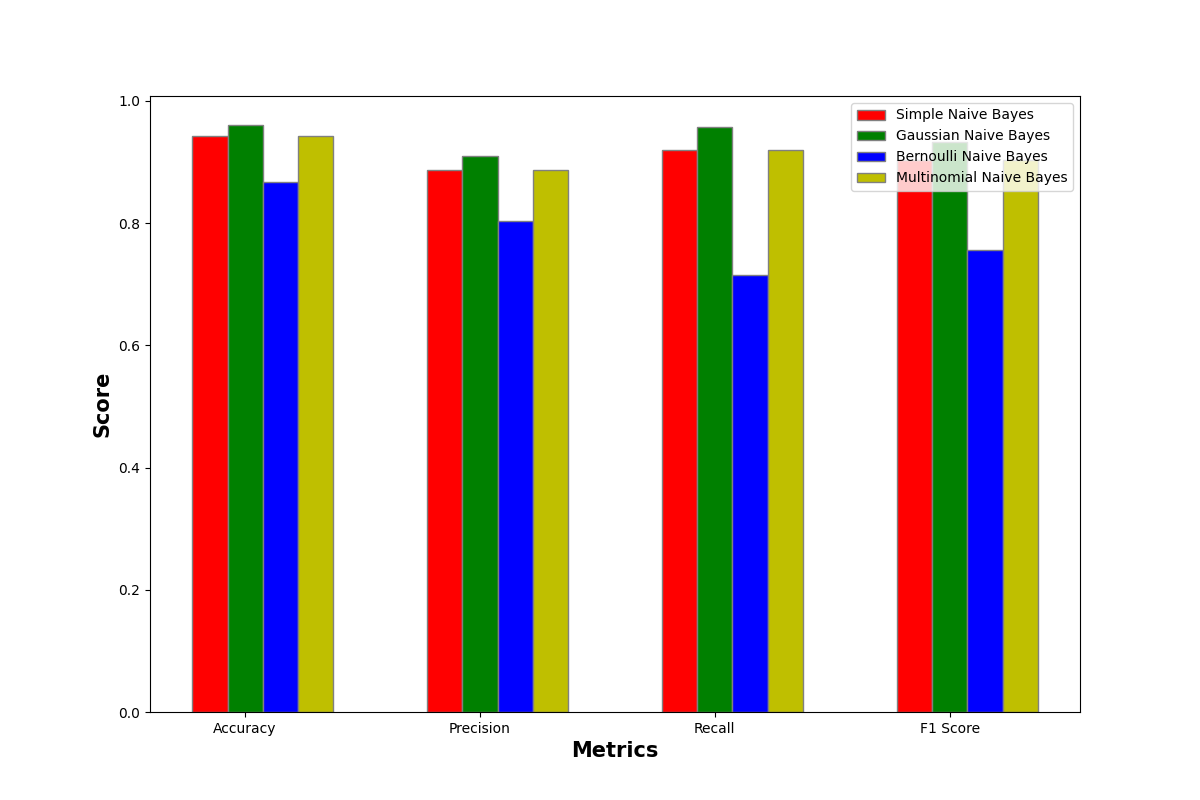 1.0
0.8
0.6
0.4
0.2
0.0
Score
Simple Naive Bayes
Gaussian Naive Bayes
Bernoulli Naive Bayes
Multinomial Naive Bayes
Accuracy Precision Recall F1 Score
Metrics